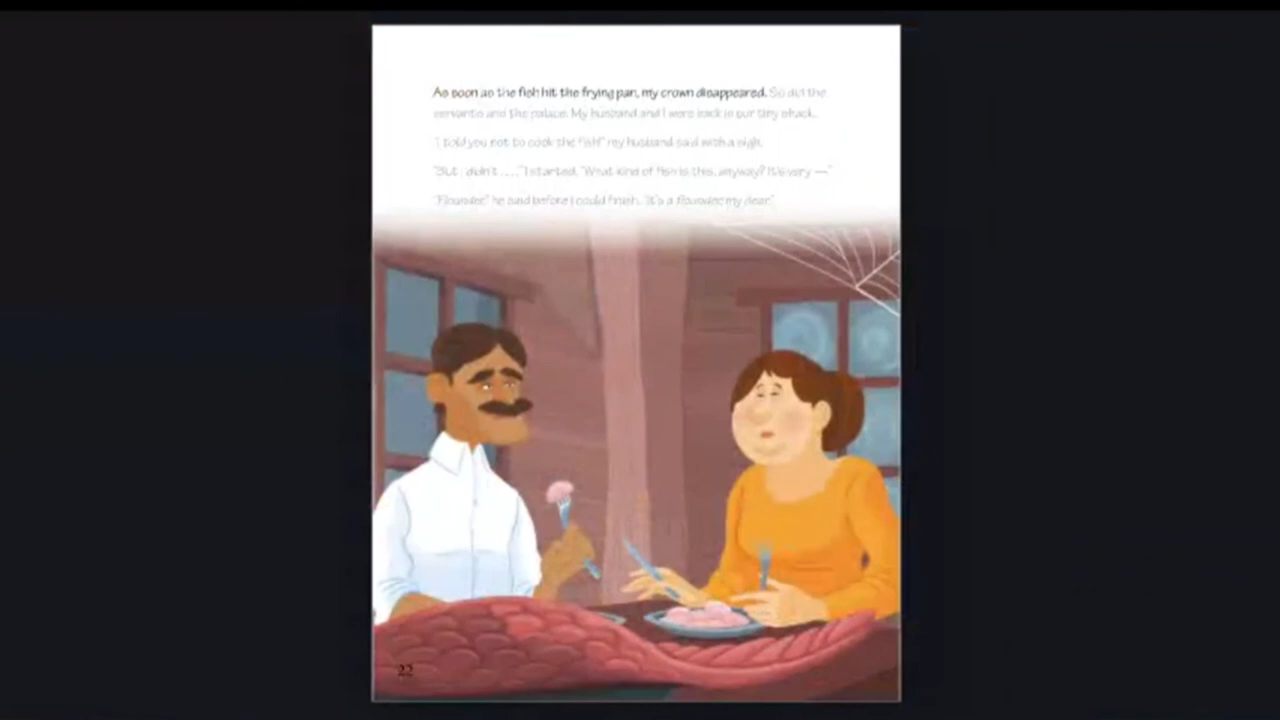 As soon as the fish hit the frying pan, my crown disappeared. So did the
servants and the palace. My husband and I were back in our tiny shack.
"I told you not to cook the fish!" my husband said with a sigh.
"But I didn't . . . ," I started. "What kind of fish is this, anyway? It's very —"
"Flounder," he said before I could finish. "It's a flounder, my dear."
22